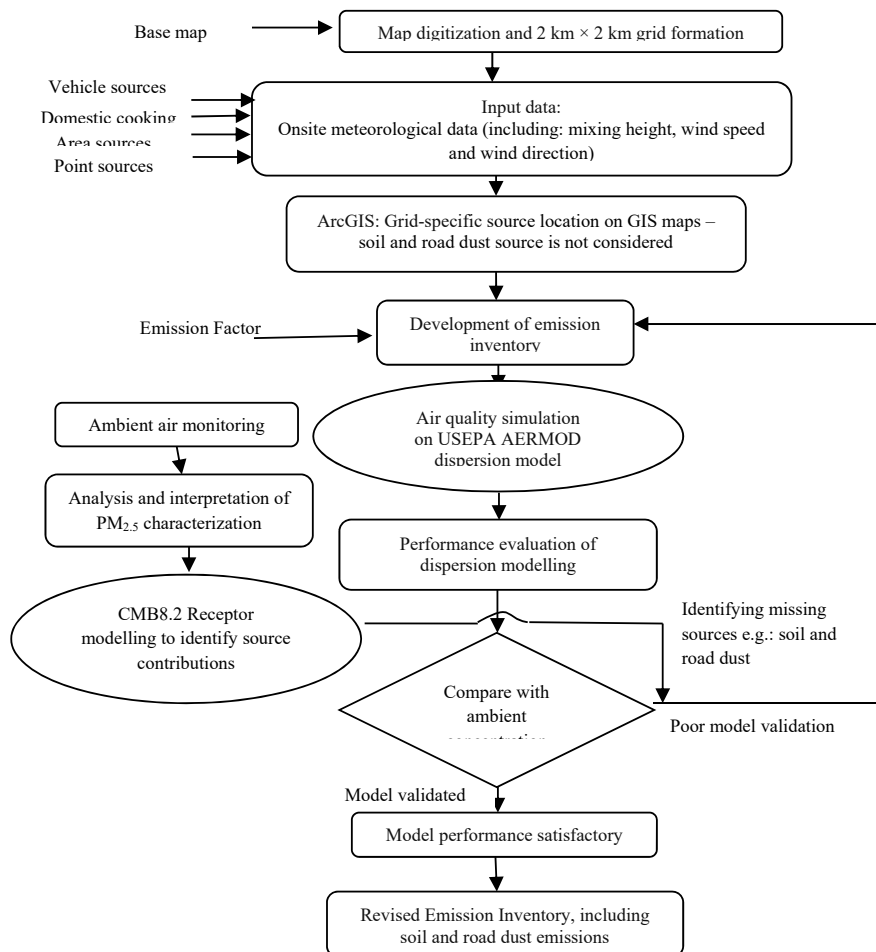 Base map
Map digitization and 2 km × 2 km grid formation
Vehicle sources
Domestic cooking
Area sources
Point sources
Input data:
Onsite meteorological data (including: mixing height, wind speed
and wind direction)
ArcGIS: Grid-specific source location on GIS maps –
soil and road dust source is not considered
Emission Factor
Development of emission
inventory
Ambient air monitoring
Air quality simulation
on USEPA AERMOD
dispersion model
Analysis and interpretation of
PM2.5 characterization
Performance evaluation of
dispersion modelling
CMB8.2 Receptor
modelling to identify source
contributions
Identifying missing
sources e.g.: soil and
road dust
Compare with
ambient
concentration
Poor model validation
Model validated
Model performance satisfactory
Revised Emission Inventory, including
soil and road dust emissions